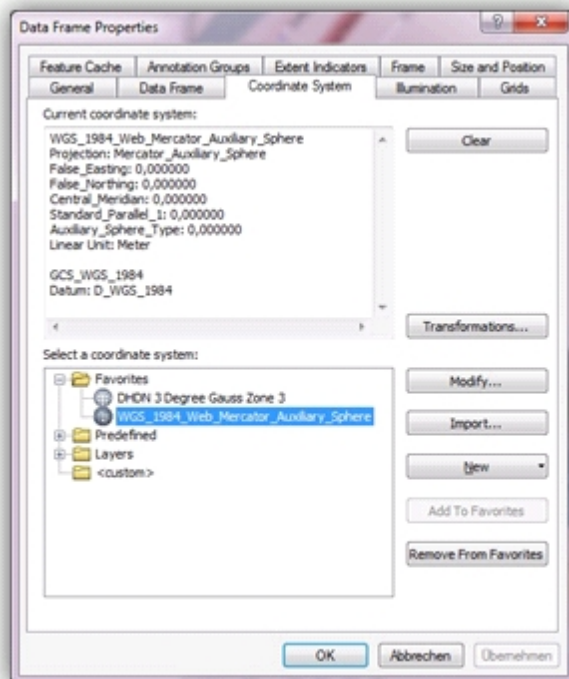 Data Frame Properties
Feature Cache
Annotation Groups
Extent Indicators
Frame
Size and Position
General
Data Frame
Coordinate System
Illumination
Grids
Current coordinate system:
WGS_1984_Web_Mercator_Auxiliary_Sphere
Projection: Mercator_Auxiliary_Sphere
False_Easting: 0,000000
False_Northing: 0,000000
Central_Meridian: 0,000000
Standard_Parallel_1: 0,000000
Auxiliary_Sphere_Type: 0,000000
Linear Unit: Meter
GCS_WGS_1984
Datum: D_WGS_1984
Clear
Transformations...
Select a coordinate system:
Favorites
DHDN 3 Degree Gauss Zone 3
WGS_1984_Web_Mercator_Auxiliary_Sphere
Predefined
Layers
<custom>
Modify...
Import...
New
Add To Favorites
Remove From Favorites
OK
Abbrechen
Übernehmen